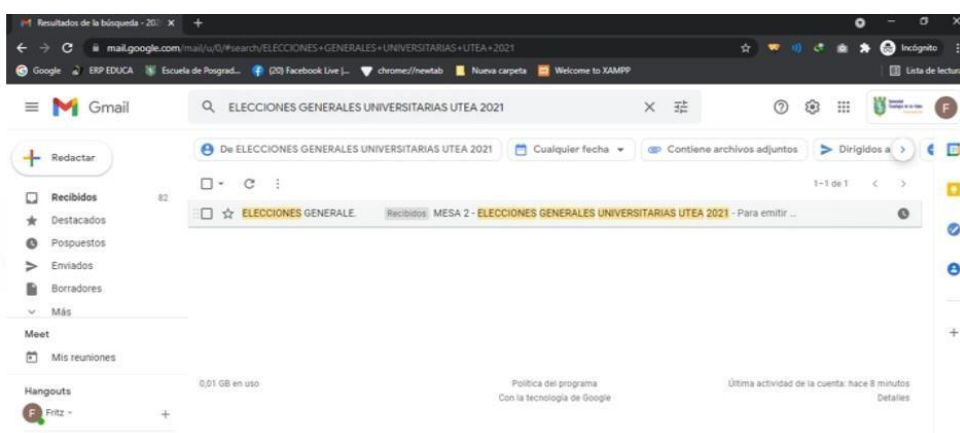 Resultados de la búsqueda - 202
mail.google.com/mail/u/0/#search/ELECCIONES+GENERALES+UNIVERSITARIAS+UTEA+2021
Incógnito
Google ERP EDUCA Escuela de Posgrad... (20) Facebook Live |... chrome://newtab Nueva carpeta Welcome to XAMPP Lista de lectura
Gmail ELECCIONES GENERALES UNIVERSITARIAS UTEA 2021 F
Redactar De ELECCIONES GENERALES UNIVERSITARIAS UTEA 2021 Cualquier fecha Contiene archivos adjuntos Dirigidos a
Recibidos 82 1–1 de 1
Destacados ELECCIONES GENERALE. Recibidos MESA 2 - ELECCIONES GENERALES UNIVERSITARIAS UTEA 2021 - Para emitir ...
Pospuestos
Enviados
Borradores
Más
Meet
Mis reuniones
Hangouts
F Fritz
0,01 GB en uso Política del programa Última actividad de la cuenta: hace 8 minutos
Con la tecnología de Google Detalles